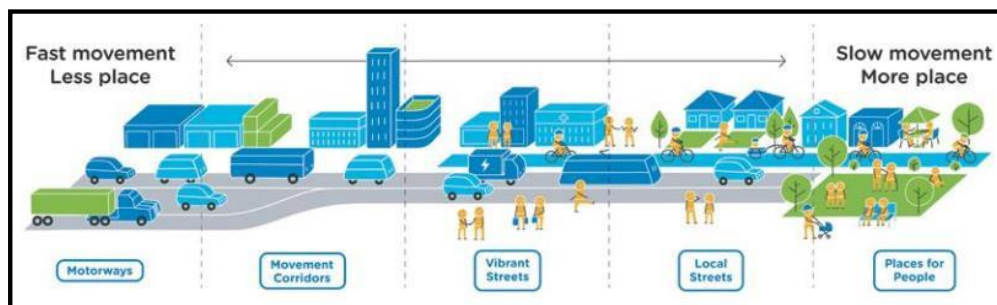 Fast movement
Less place
Slow movement
More place
Motorways
Movement
Corridors
Vibrant
Streets
Local
Streets
Places for
People